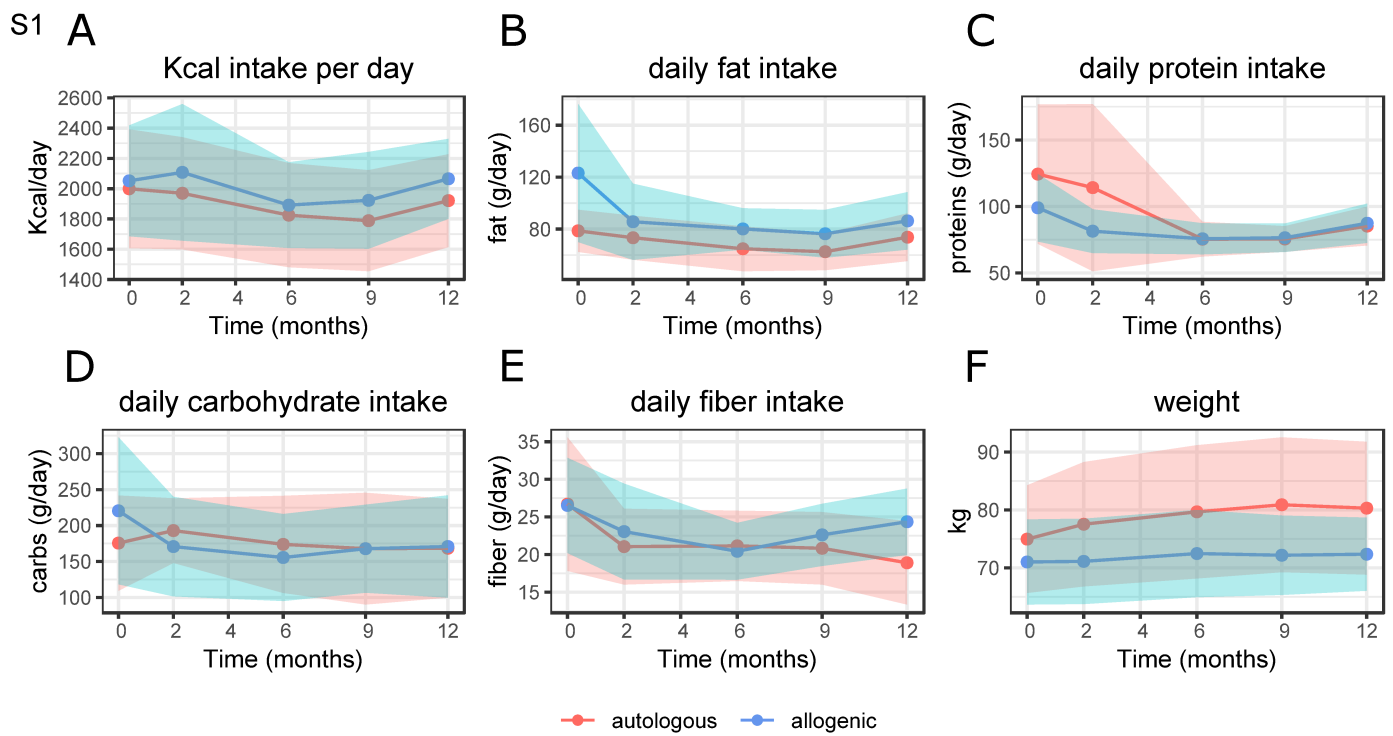 S1
A
Kcal intake per day
Kcal/day
2600
2400
2200
2000
1800
1600
1400
0 2 4 6 9 12
Time (months)
B
daily fat intake
fat (g/day)
160
120
80
0 2 4 6 9 12
Time (months)
C
daily protein intake
proteins (g/day)
150
100
50
0 2 4 6 9 12
Time (months)
D
daily carbohydrate intake
carbs (g/day)
300
250
200
150
100
0 2 4 6 9 12
Time (months)
E
daily fiber intake
fiber (g/day)
35
30
25
20
15
0 2 4 6 9 12
Time (months)
F
weight
kg
90
80
70
0 2 4 6 9 12
Time (months)
autologous allogenic